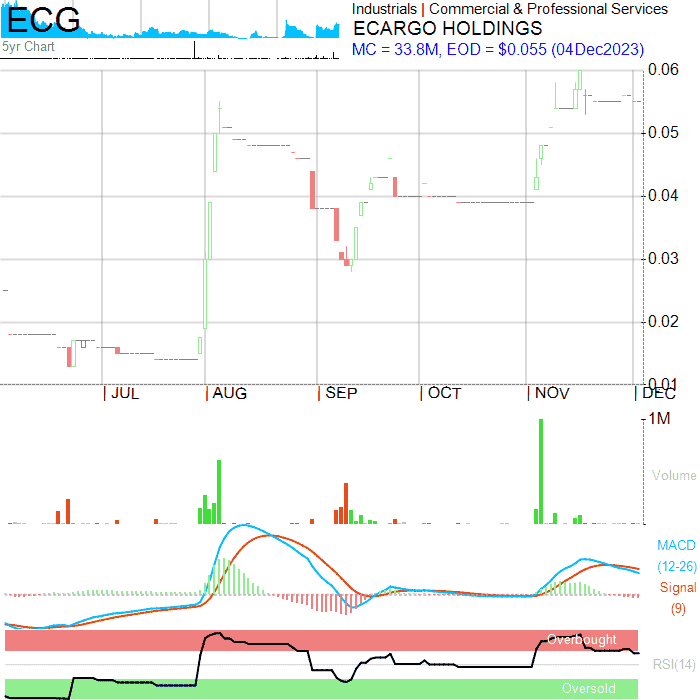 ECG
Industrials | Commercial & Professional Services
ECARGO HOLDINGS
5yr Chart
MC = 33.8M, EOD = $0.055 (04Dec2023)
0.06
0.05
0.04
0.03
0.02
0.01
JUL AUG SEP OCT NOV DEC
1M
Volume
MACD
(12-26)
Signal
(9)
Overbought
RSI(14)
Oversold